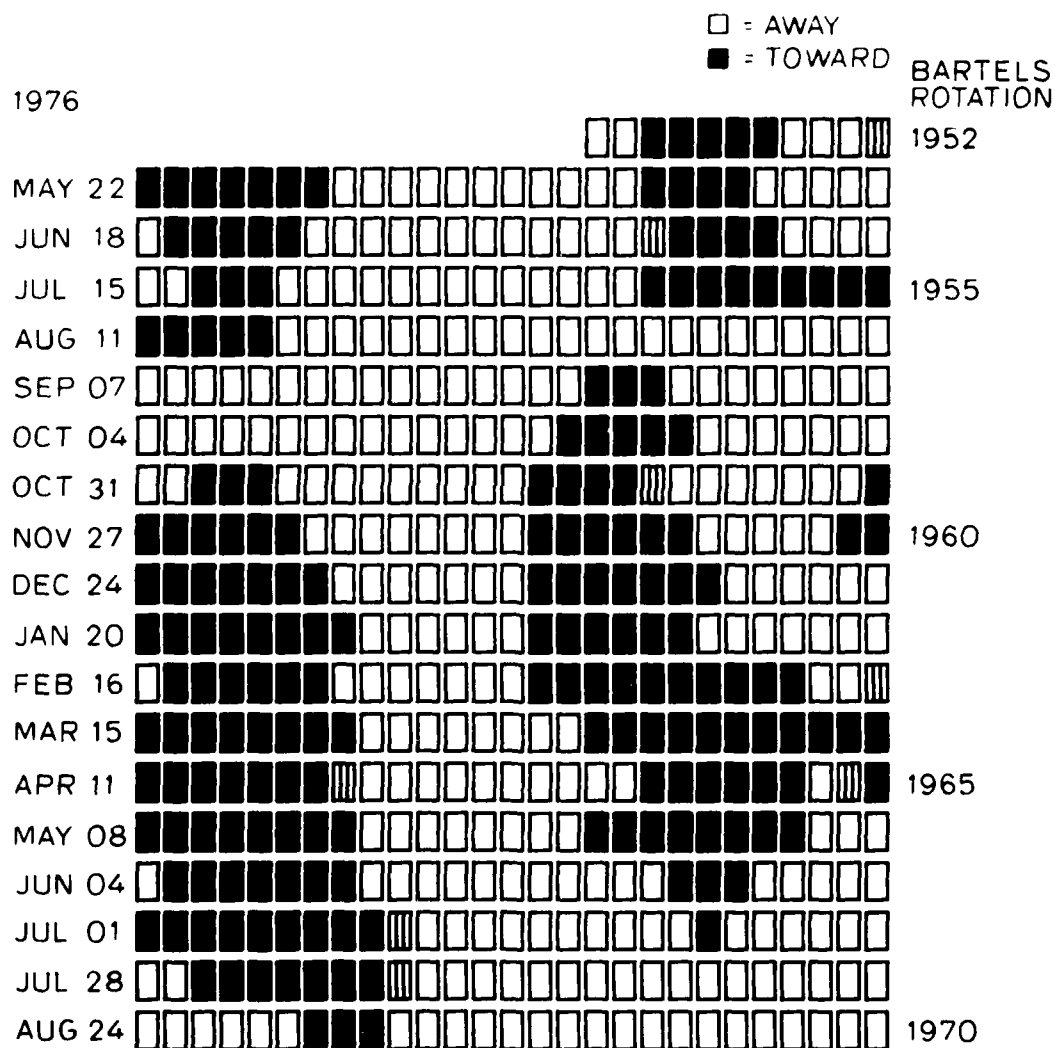 □ = AWAY
■ = TOWARD
BARTELS
ROTATION
1976
1952
MAY 22
JUN 18
JUL 15 1955
AUG 11
SEP 07
OCT 04
OCT 31
NOV 27 1960
DEC 24
JAN 20
FEB 16
MAR 15
APR 11 1965
MAY 08
JUN 04
JUL 01
JUL 28
AUG 24 1970